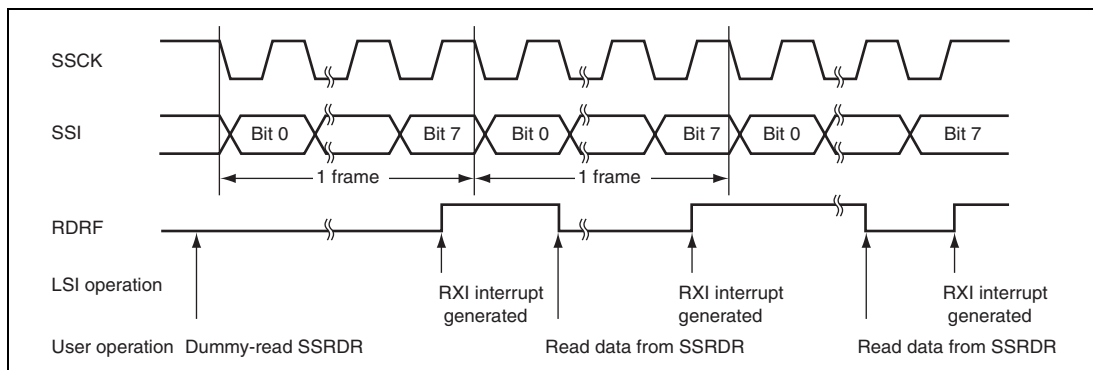 SSCK
SSI Bit 0 Bit 7 Bit 0 Bit 7 Bit 0 Bit 7
1 frame 1 frame
RDRF
LSI operation RXI interrupt generated RXI interrupt generated RXI interrupt generated
User operation Dummy-read SSRDR Read data from SSRDR Read data from SSRDR